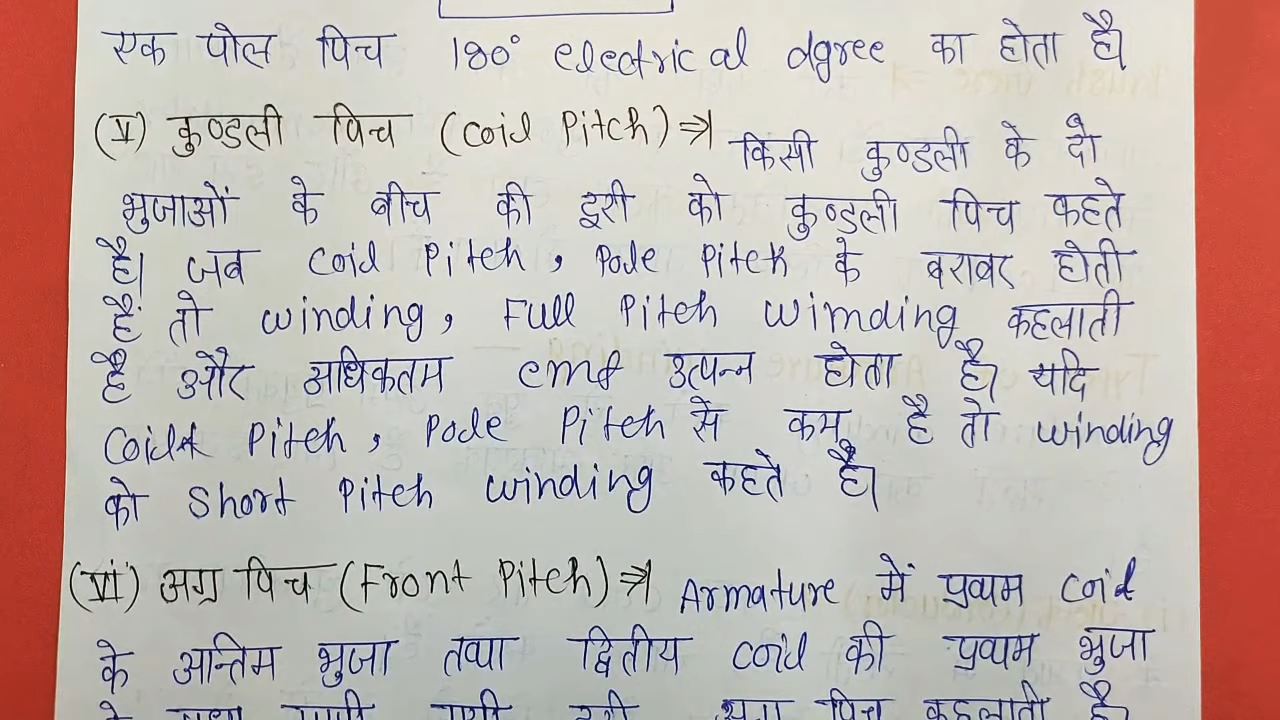 एक पोल पिच 180° electrical dgree का होता है।
(V) कुण्डली पिच (Coil Pitch) ⇒ किसी कुण्डली के दो
भुजाओं के बीच की दूरी को कुण्डली पिच कहते
है। जब Coil Pitch, Pole Pitch के बराबर होती
हैं तो winding, Full Pitch winding कहलाती
है और अधिकतम emf उत्पन्न होता है। यदि
Coil Pitch, Pole Pitch से कम है तो winding
को Short Pitch winding कहते है।
(VI) अग्र पिच (Front Pitch) ⇒ Armature में प्रथम Coil
के अन्तिम भुजा तथा द्वितीय Coil की प्रथम भुजा
अग्र पिच कहलाती है